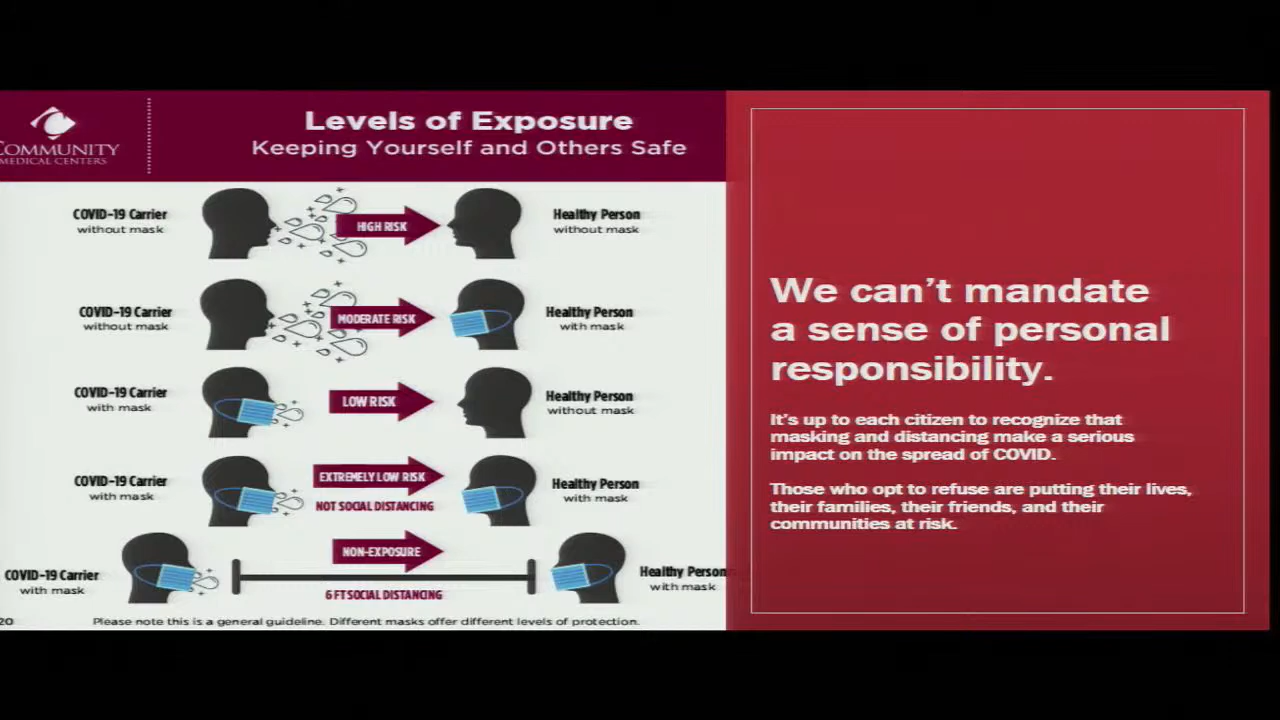 COMMUNITY
MEDICAL CENTERS
Levels of Exposure
Keeping Yourself and Others Safe
COVID-19 Carrier
without mask
HIGH RISK
Healthy Person
without mask
COVID-19 Carrier
without mask
MODERATE RISK
Healthy Person
with mask
COVID-19 Carrier
with mask
LOW RISK
Healthy Person
without mask
COVID-19 Carrier
with mask
EXTREMELY LOW RISK
NOT SOCIAL DISTANCING
Healthy Person
with mask
COVID-19 Carrier
with mask
NON-EXPOSURE
6 FT SOCIAL DISTANCING
Healthy Person
with mask
20
Please note this is a general guideline. Different masks offer different levels of protection.
We can't mandate
a sense of personal
responsibility.
It's up to each citizen to recognize that
masking and distancing make a serious
impact on the spread of COVID.
Those who opt to refuse are putting their lives,
their families, their friends, and their
communities at risk.